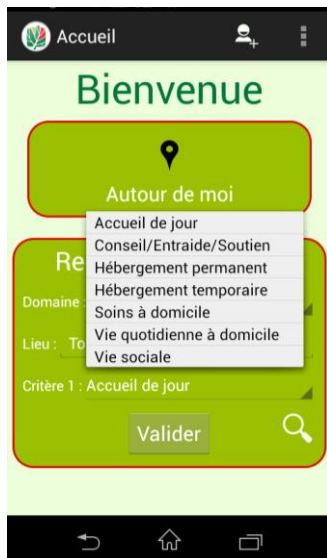 Accueil
Bienvenue
Autour de moi
Accueil de jour
Conseil/Entraide/Soutien
Hébergement permanent
Hébergement temporaire
Soins à domicile
Vie quotidienne à domicile
Vie sociale
Re
Domaine :
Lieu : To
Critère 1 : Accueil de jour
Valider